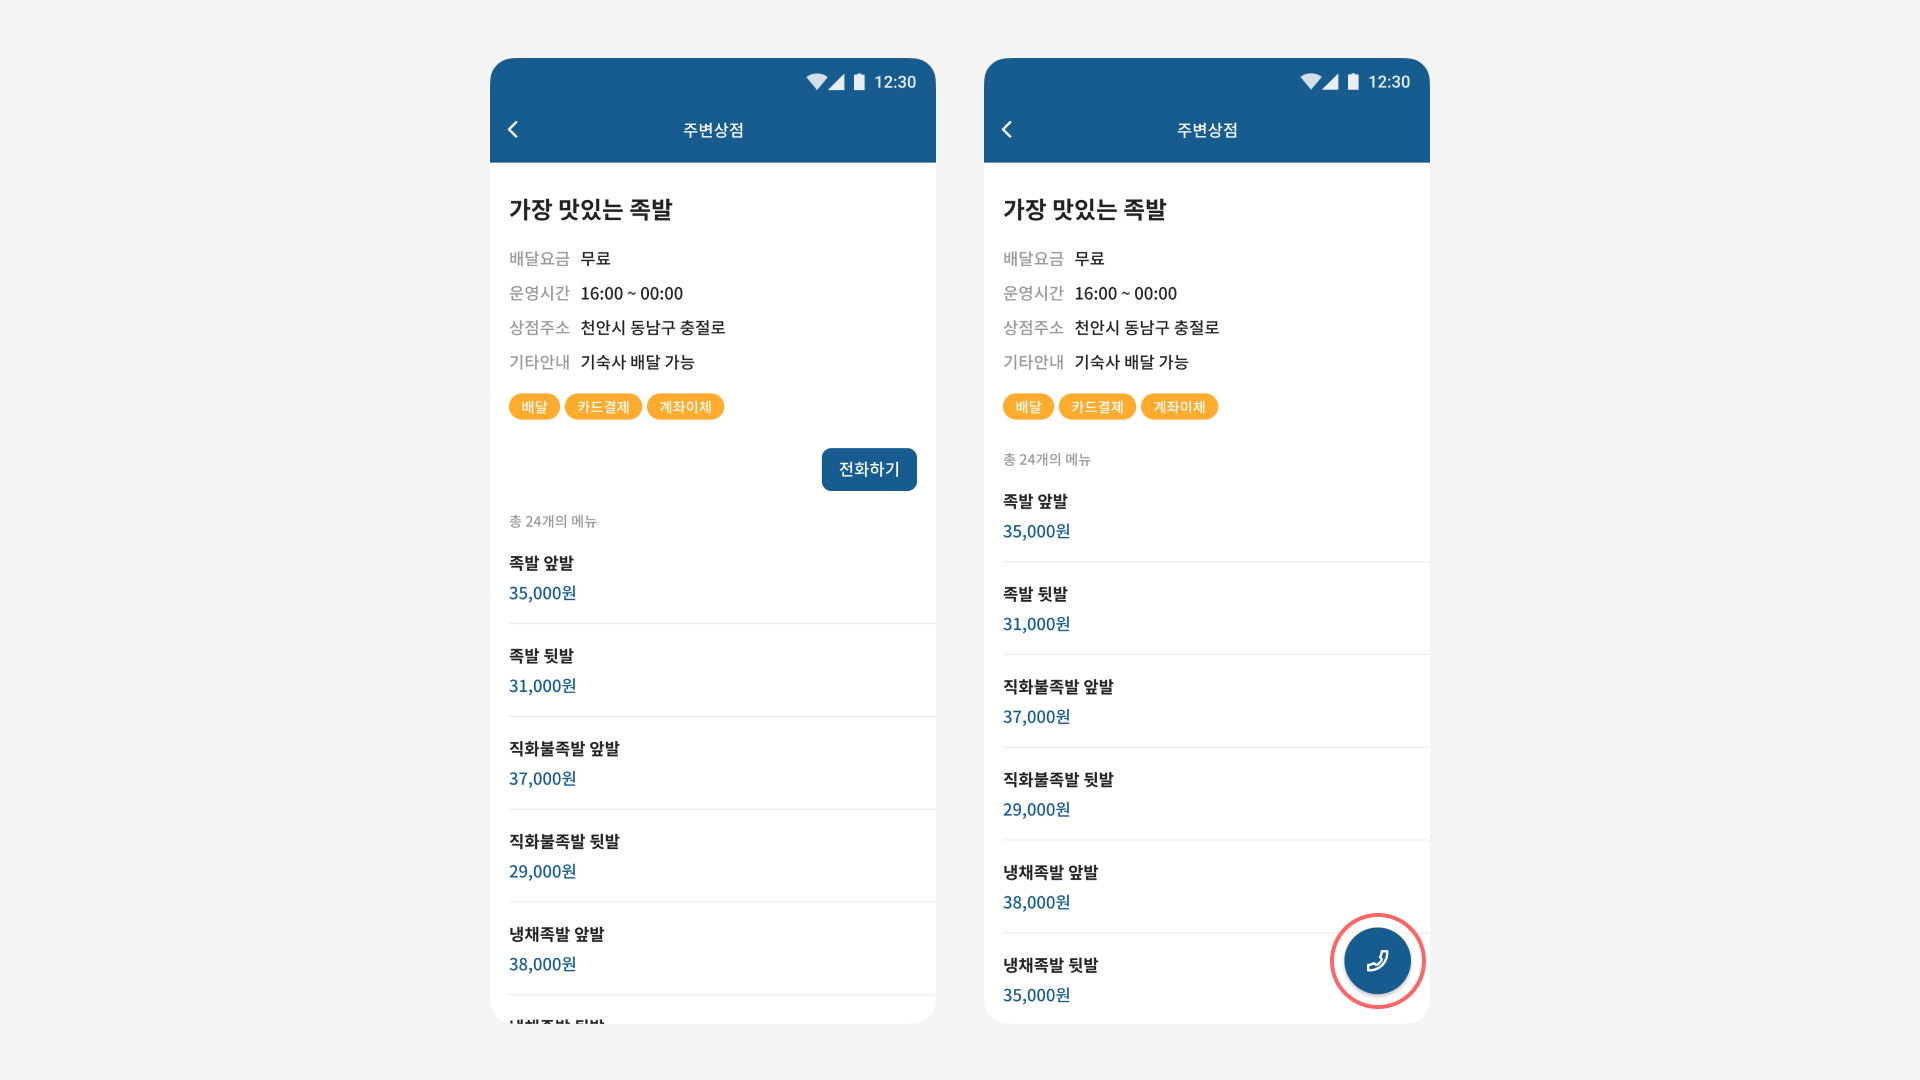 12:30
주변상점
가장 맛있는 족발
배달요금 무료
운영시간 16:00 ~ 00:00
상점주소 천안시 동남구 충절로
기타안내 기숙사 배달 가능
배달 카드결제 계좌이체
전화하기
총 24개의 메뉴
족발 앞발
35,000원
족발 뒷발
31,000원
직화불족발 앞발
37,000원
직화불족발 뒷발
29,000원
냉채족발 앞발
38,000원
냉채족발 뒷발
12:30
주변상점
가장 맛있는 족발
배달요금 무료
운영시간 16:00 ~ 00:00
상점주소 천안시 동남구 충절로
기타안내 기숙사 배달 가능
배달 카드결제 계좌이체
총 24개의 메뉴
족발 앞발
35,000원
족발 뒷발
31,000원
직화불족발 앞발
37,000원
직화불족발 뒷발
29,000원
냉채족발 앞발
38,000원
냉채족발 뒷발
35,000원